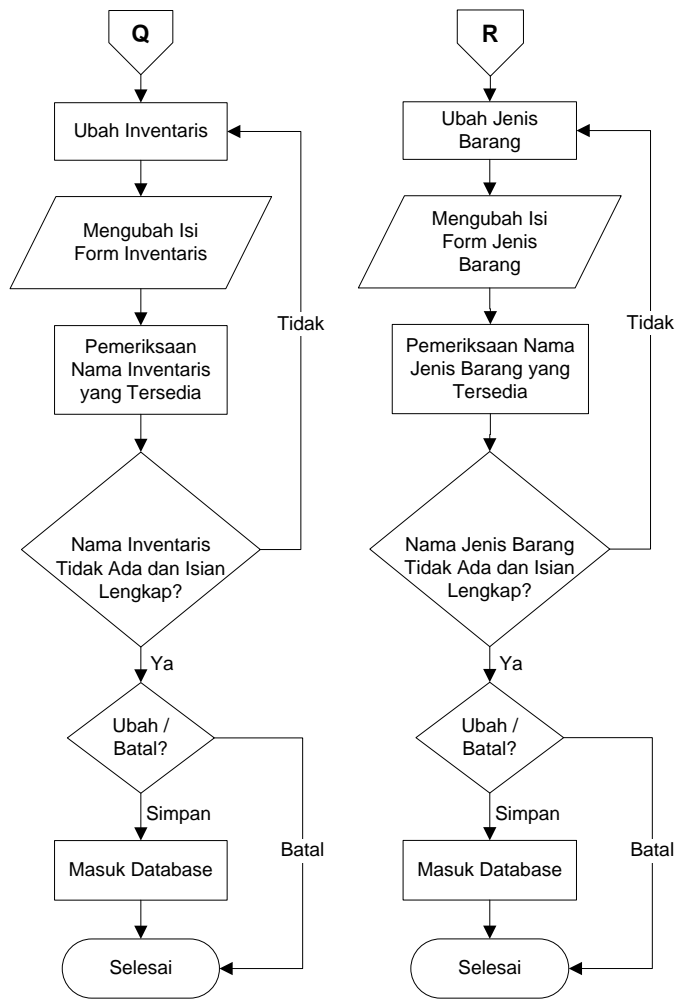 Q
Ubah Inventaris
Mengubah Isi
Form Inventaris
Tidak
Pemeriksaan
Nama Inventaris
yang Tersedia
Nama Inventaris
Tidak Ada dan Isian
Lengkap?
Ya
Ubah /
Batal?
Simpan
Batal
Masuk Database
Selesai
R
Ubah Jenis
Barang
Mengubah Isi
Form Jenis
Barang
Tidak
Pemeriksaan Nama
Jenis Barang yang
Tersedia
Nama Jenis Barang
Tidak Ada dan Isian
Lengkap?
Ya
Ubah /
Batal?
Simpan
Batal
Masuk Database
Selesai